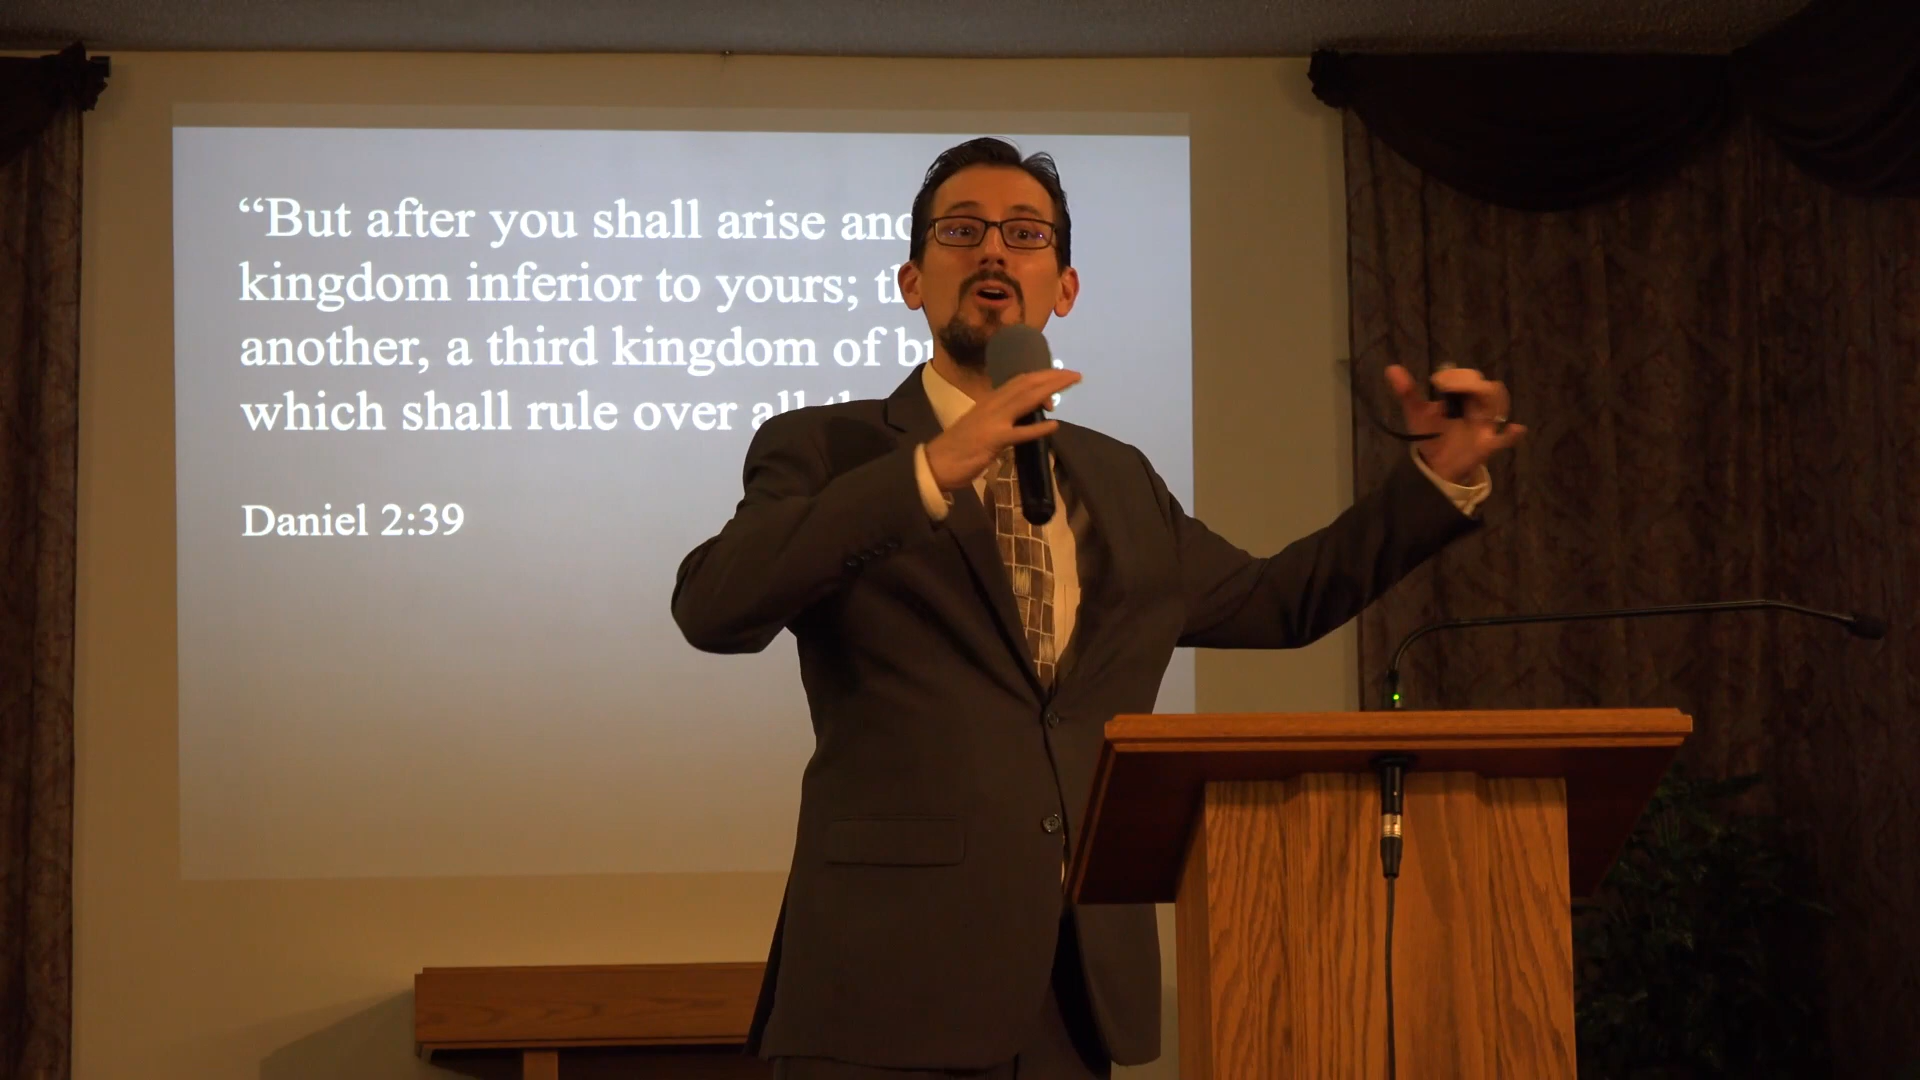 “But after you shall arise
kingdom inferior to yours;
another, a third kingdom of
which shall rule over all
Daniel 2:39